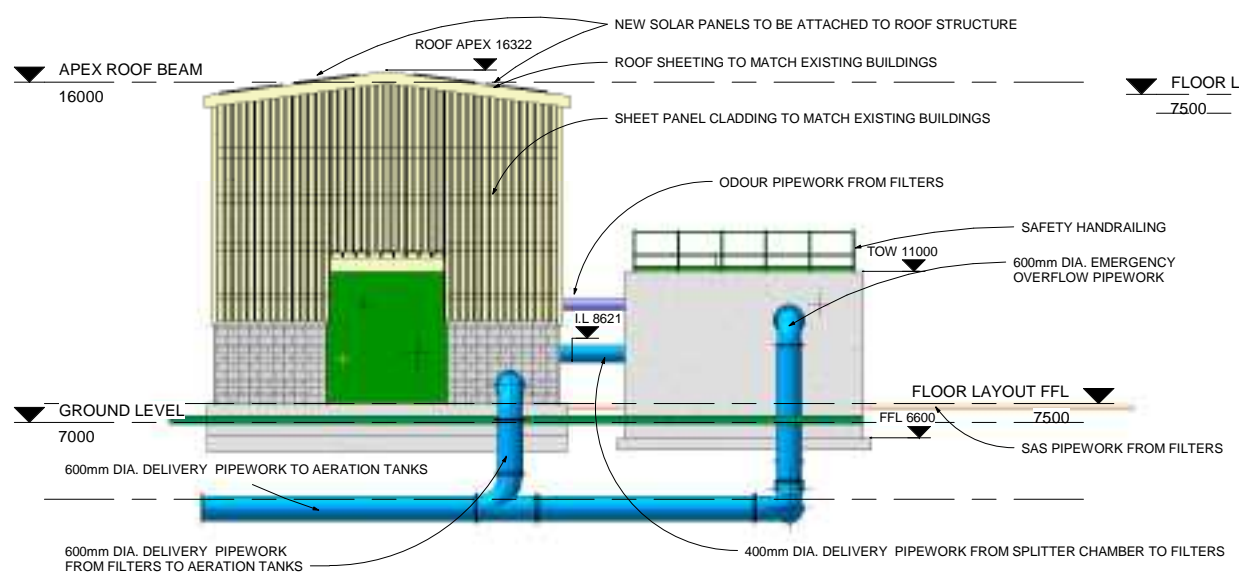 NEW SOLAR PANELS TO BE ATTACHED TO ROOF STRUCTURE
ROOF APEX 16322
APEX ROOF BEAM
16000
ROOF SHEETING TO MATCH EXISTING BUILDINGS
FLOOR L
7500
SHEET PANEL CLADDING TO MATCH EXISTING BUILDINGS
ODOUR PIPEWORK FROM FILTERS
SAFETY HANDRAILING
TOW 11000
600mm DIA. EMERGENCY
OVERFLOW PIPEWORK
I.L 8621
FLOOR LAYOUT FFL
7500
GROUND LEVEL
7000
FFL 6600
SAS PIPEWORK FROM FILTERS
600mm DIA. DELIVERY PIPEWORK TO AERATION TANKS
600mm DIA. DELIVERY PIPEWORK
FROM FILTERS TO AERATION TANKS
400mm DIA. DELIVERY PIPEWORK FROM SPLITTER CHAMBER TO FILTERS